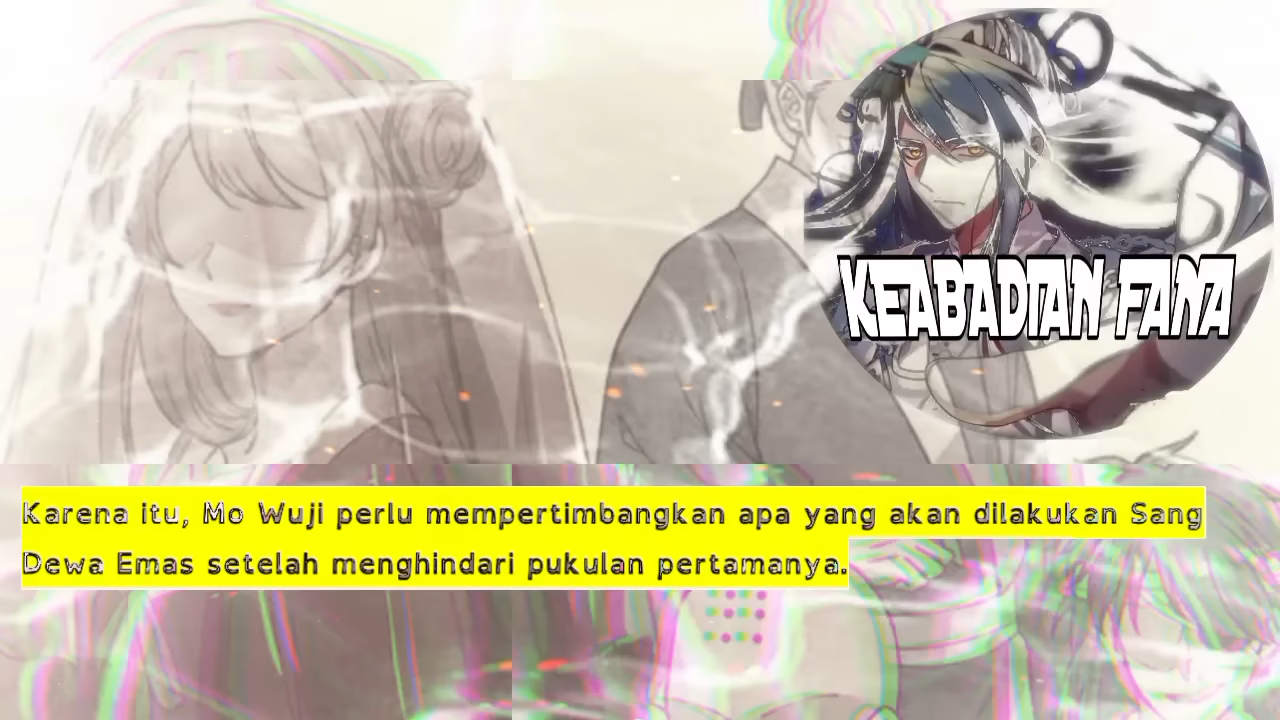 KEABADIAN FANA
Karena itu, Mo Wuji perlu mempertimbangkan apa yang akan dilakukan Sang
Dewa Emas setelah menghindari pukulan pertamanya.